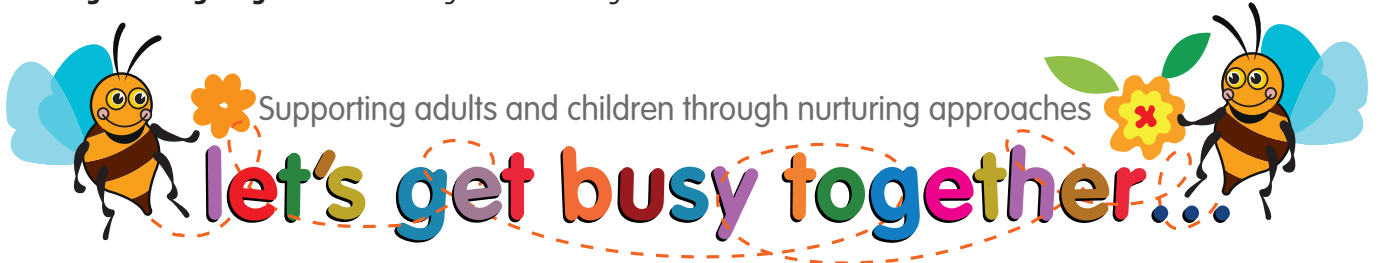 Supporting adults and children through nurturing approaches
let's get busy together...